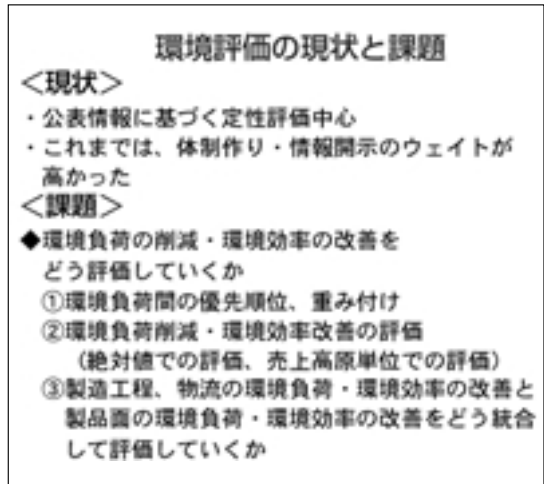 環境評価の現状と課題
＜現状＞
・公表情報に基づく定性評価中心
・これまでは、体制作り・情報開示のウェイトが
高かった
＜課題＞
◆環境負荷の削減・環境効率の改善を
どう評価していくか
①環境負荷間の優先順位、重み付け
②環境負荷削減・環境効率改善の評価
（絶対値での評価、売上高原単位での評価）
③製造工程、物流の環境負荷・環境効率の改善と
製品面の環境負荷・環境効率の改善をどう統合
して評価していくか